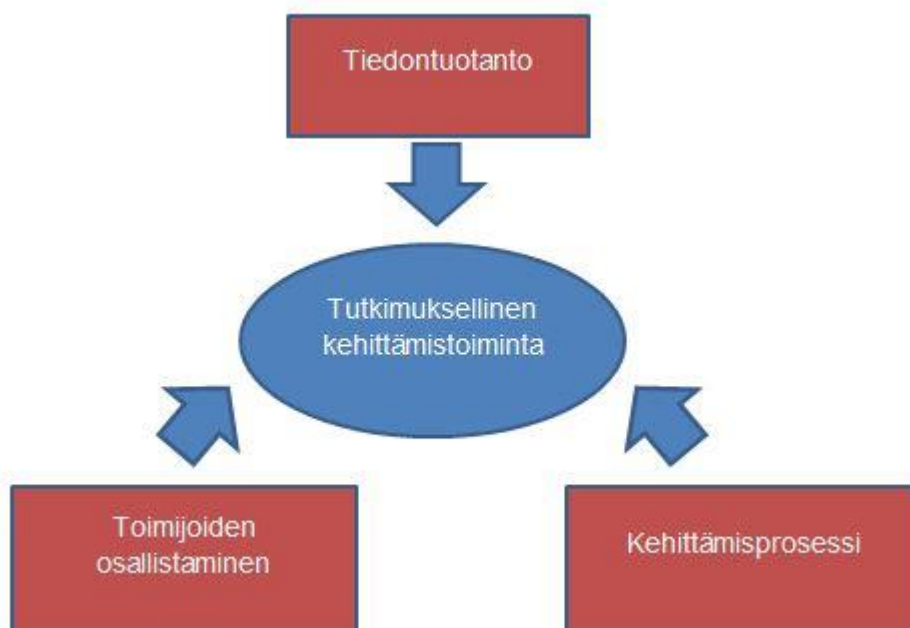 Tiedontuotanto
Tutkimuksellinen
kehittämistoiminta
Toimijoiden
osallistaminen
Kehittämisprosessi